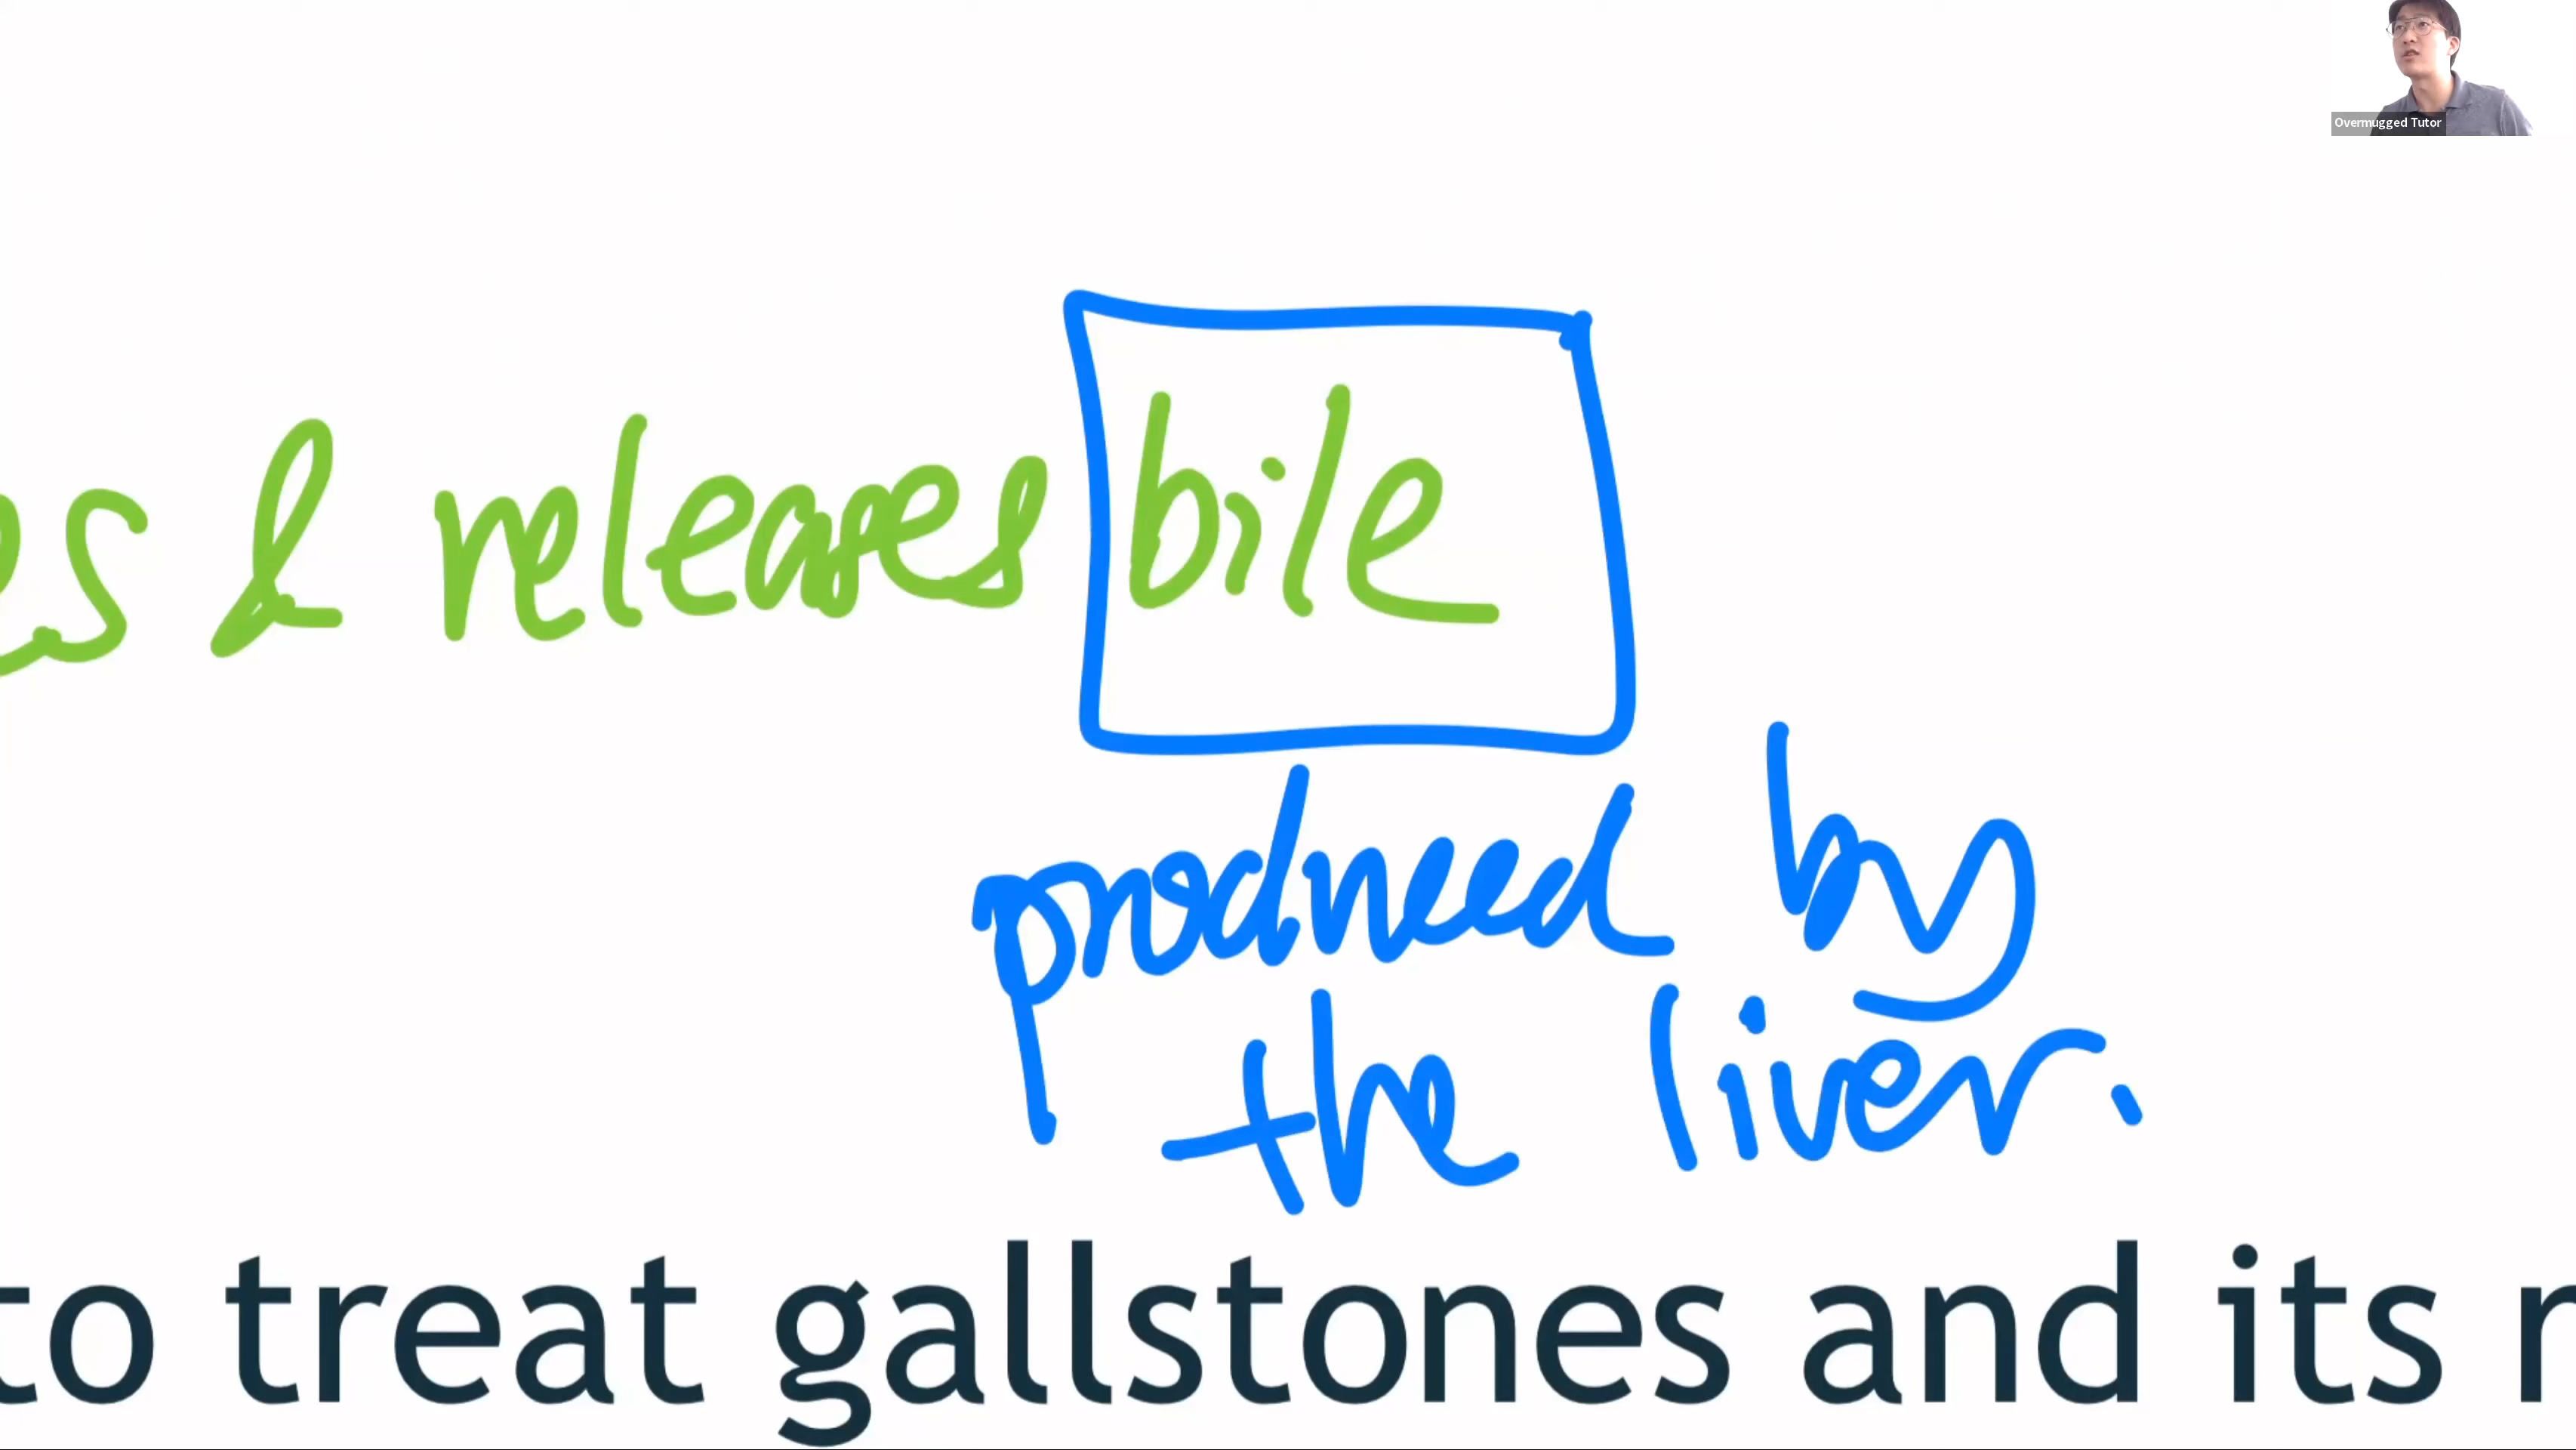 Overmugged Tutor
es & releases bile
produced by
the liver.
to treat gallstones and its r